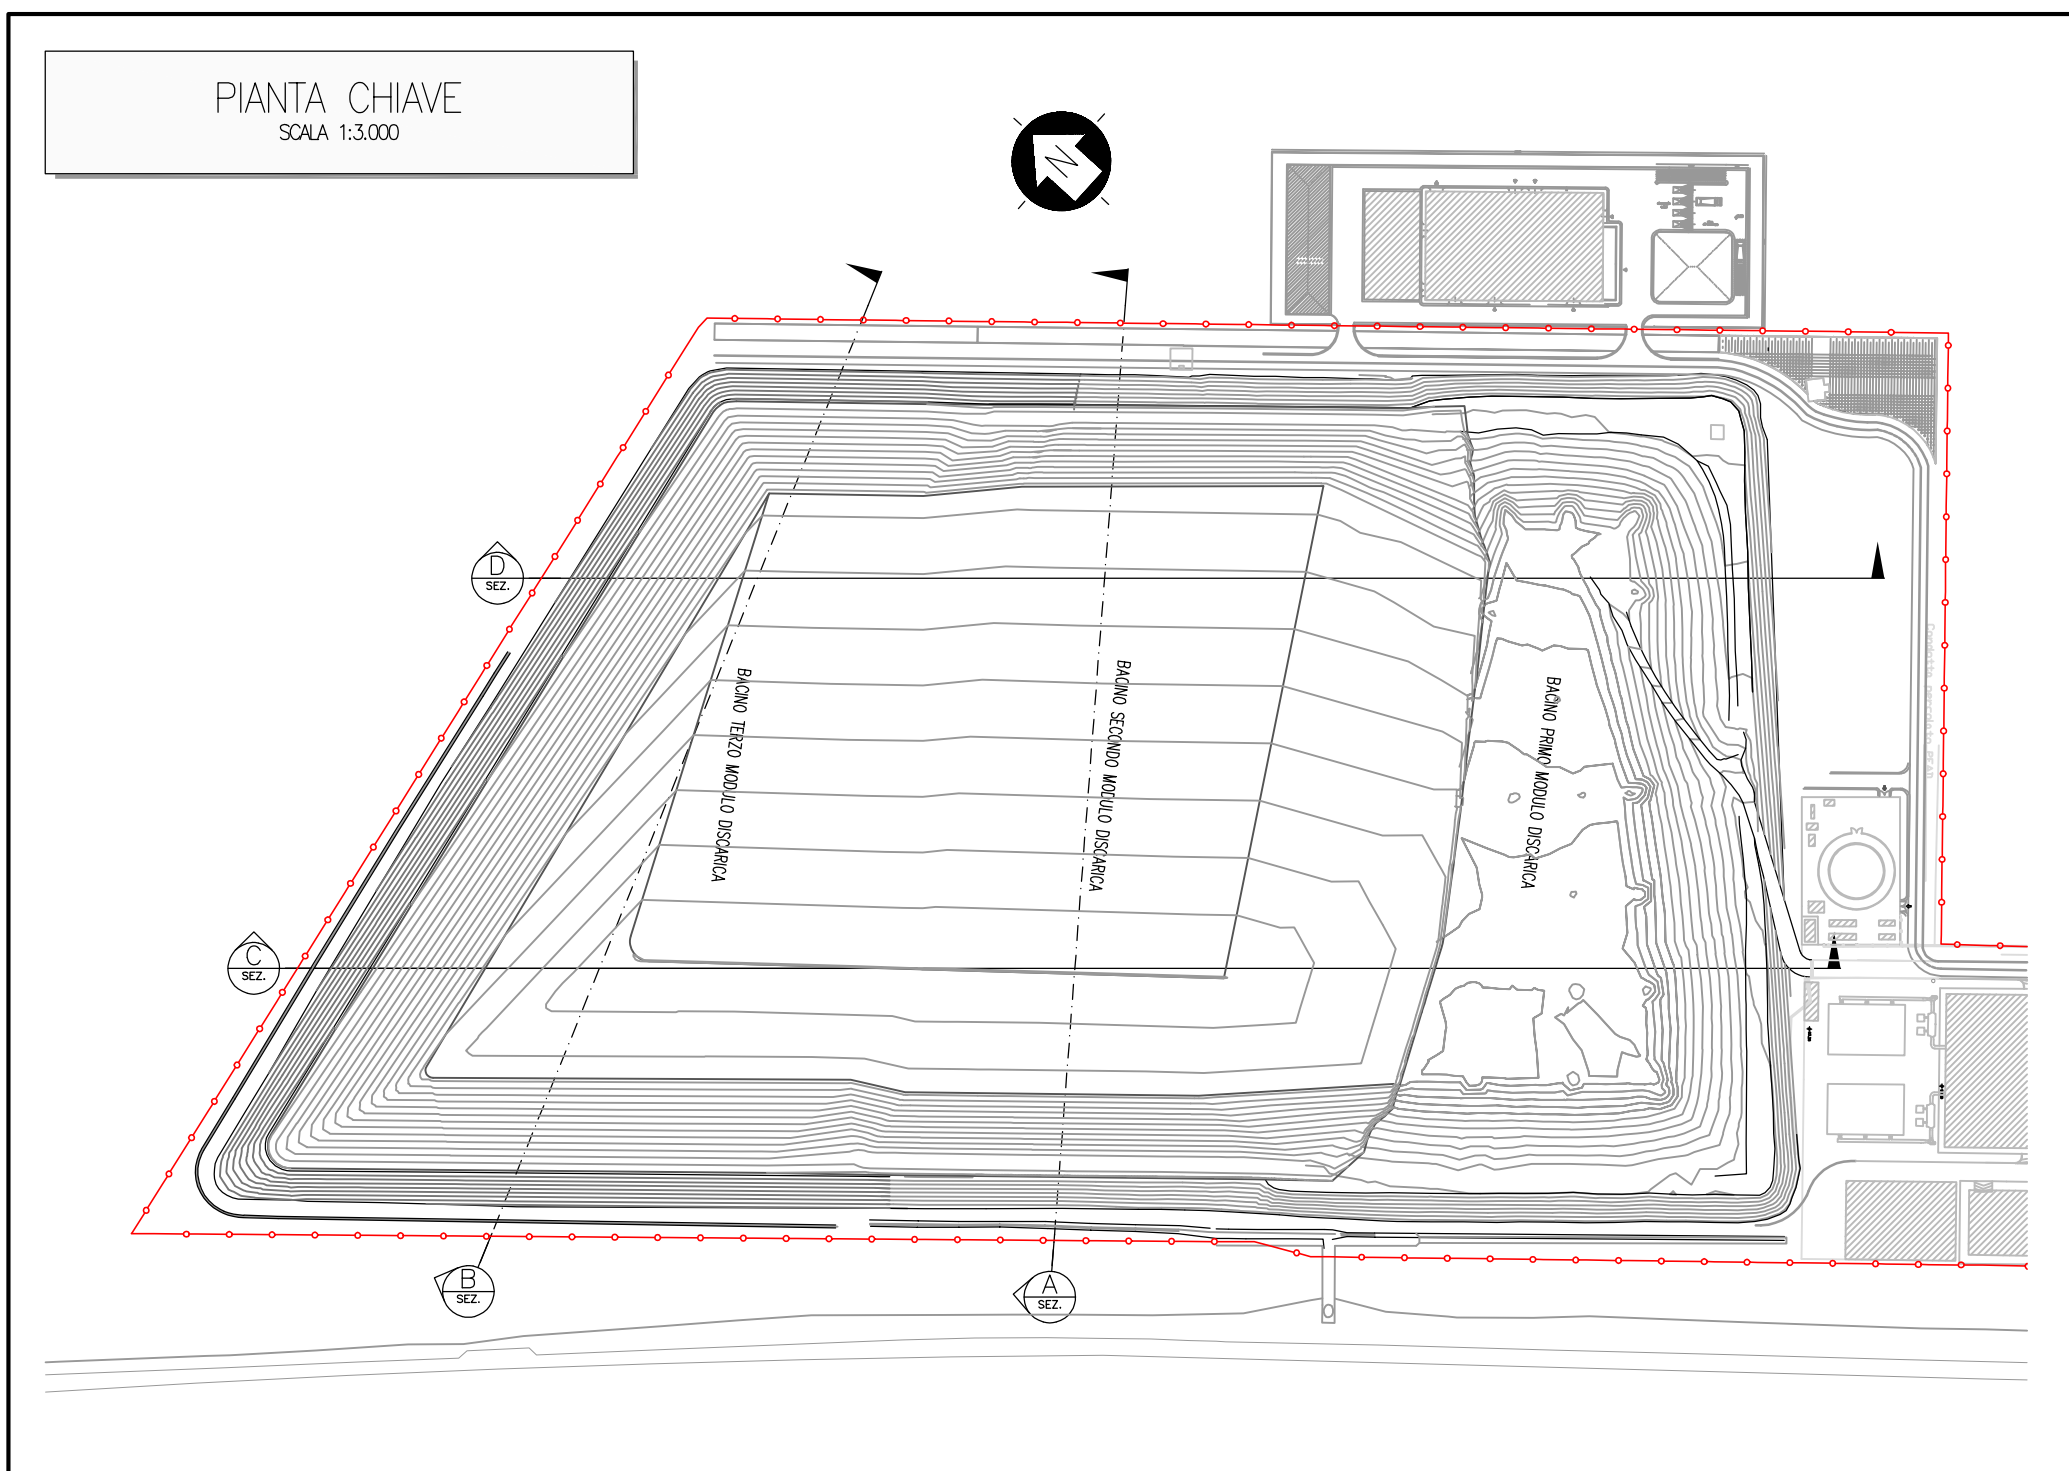 PIANTA CHIAVE
SCALA 1:3.000
N
D
SEZ.
BACINO TERZO MODULO DISCARICA
BACINO SECONDO MODULO DISCARICA
BACINO PRIMO MODULO DISCARICA
C
SEZ.
B
SEZ.
A
SEZ.